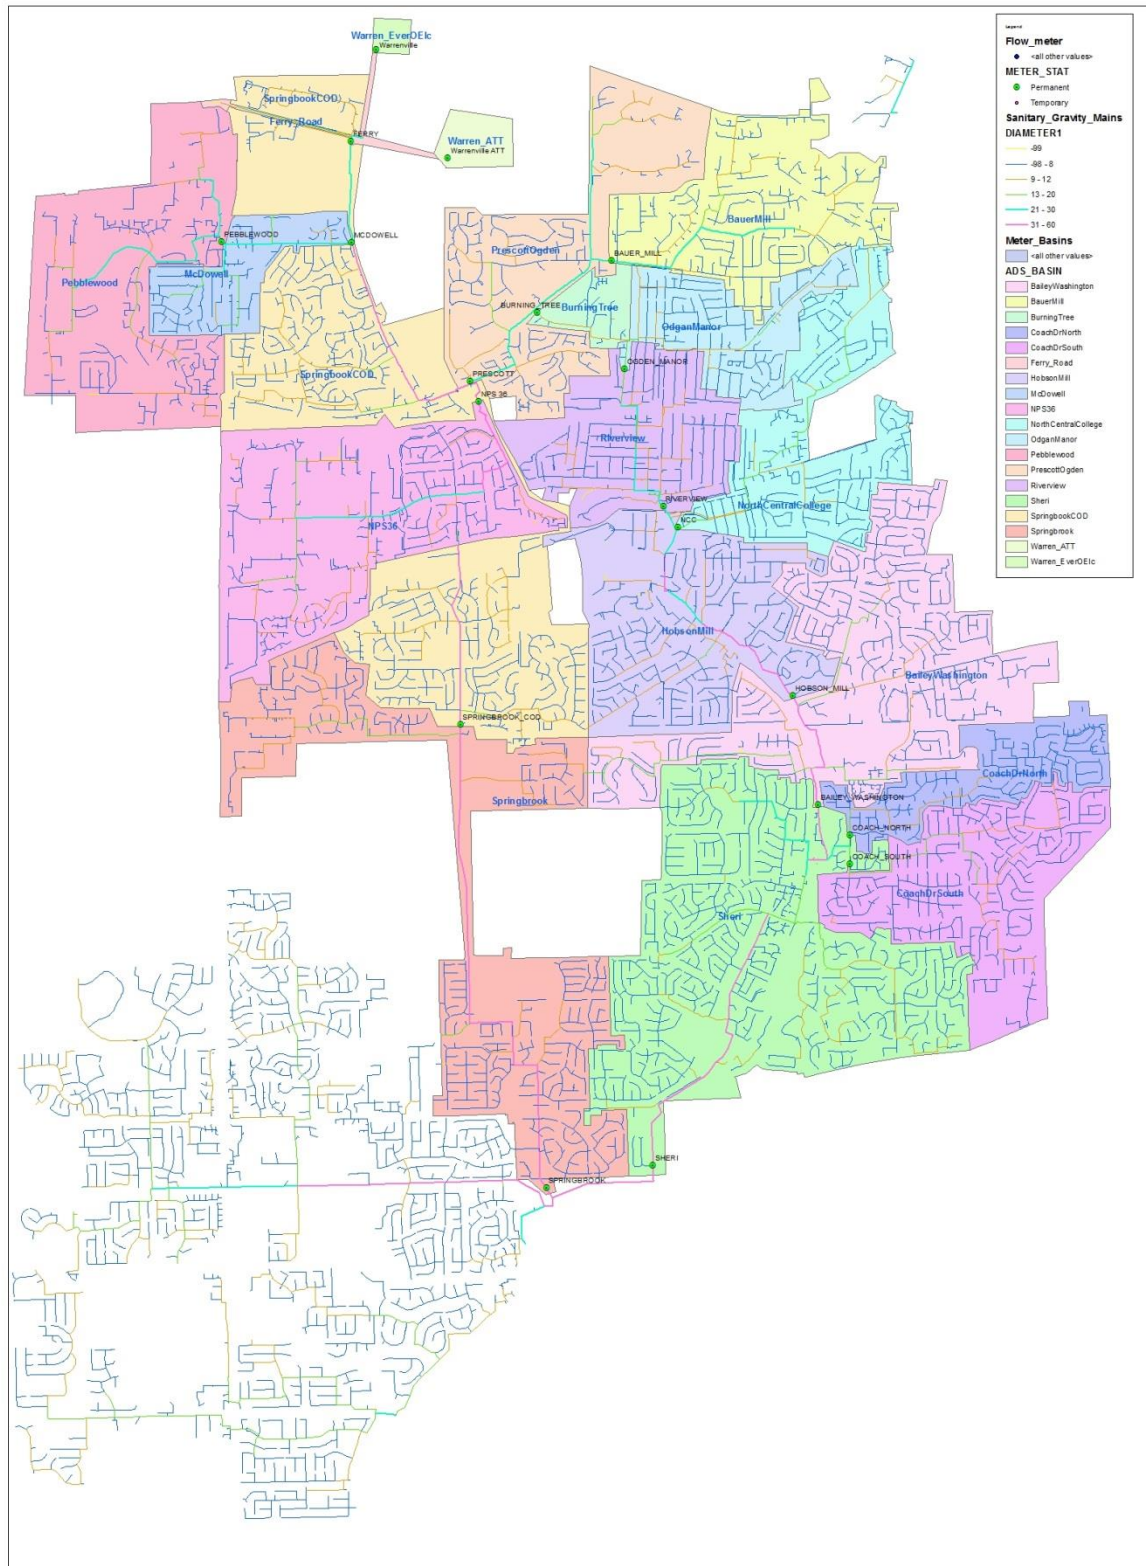 Legend
Flow_meter
<all other values>
METER_STAT
Permanent
Temporary
Sanitary_Gravity_Mains
DIAMETER1
-99
-98 - 8
9 - 12
13 - 20
21 - 30
31 - 60
Meter_Basins
<all other values>
ADS_BASIN
BaileyWashington
BauerMill
BurningTree
CoachDrNorth
CoachDrSouth
Ferry_Road
HobsonMill
McDowell
NPS36
NorthCentralCollege
OdganManor
Pebblewood
PrescottOgden
Riverview
Sheri
SpringbookCOD
Springbrook
Warren_ATT
Warren_EverOEIc
Warren_EverOEIc
Warrenville
SpringbookCOD
Ferry_Road
FERRY
Warren_ATT
Warrenville ATT
BauerMill
PEBBLEWOOD
MCDOWELL
PrescottOgden
BAUER_MILL
McDowell
Pebblewood
BURNING_TREE
BurningTree
OdganManor
OGDEN_MANOR
SpringbookCOD
PRESCOTT
NPS 36
Riverview
RIVERVIEW
NorthCentralCollege
NCC
NPS36
HobsonMill
BaileyWashington
HOBSON_MILL
SPRINGBROOK_COD
CoachDrNorth
Springbrook
BAILEY_WASHINGTON
COACH_NORTH
COACH_SOUTH
CoachDrSouth
Sheri
SHERI
SPRINGBROOK